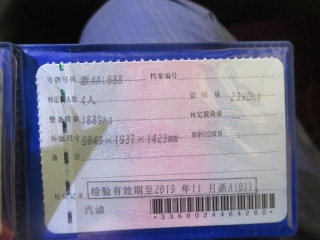 号牌号码 浙AAL988 档案编号
核定载人数 4人 总质量 2390kg
整备质量 1889kg 核定载质量
外廓尺寸 5049×1937×1423mm 准牵引总质量
备注
检验记录 检验有效期至2019年11月浙A(01)
汽油
*3360024464260*